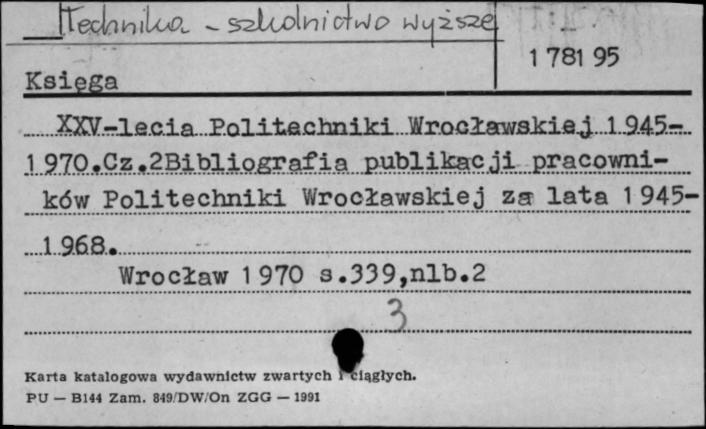 Technika - szkolnictwo wyższe
1 781 95
Księga
XXV-lecia Politechniki Wrocławskiej 1945-
1970.Cz.2Bibliografia publikacji pracowni-
ków Politechniki Wrocławskiej za lata 1945-
1968.
Wrocław 1970 s.339,nlb.2
3
Karta katalogowa wydawnictw zwartych i ciągłych.
PU — B144 Zam. 849/DW/On ZGG — 1991